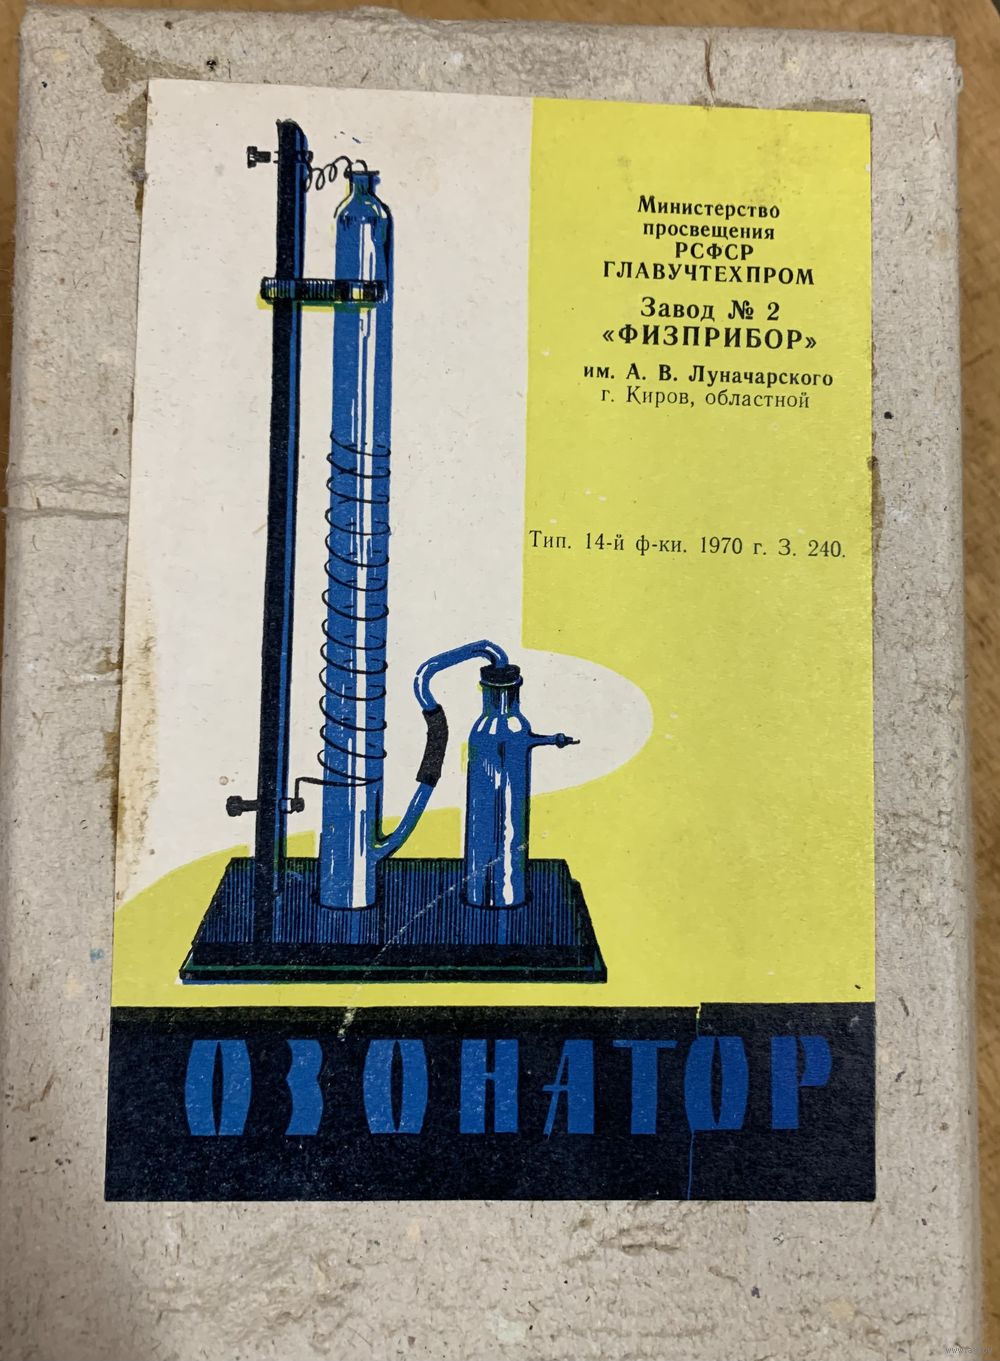 Министерство
просвещения
РСФСР
ГЛАВУЧТЕХПРОМ
Завод № 2
«ФИЗПРИБОР»
им. А. В. Луначарского
г. Киров, областной
Тип. 14-й ф-ки. 1970 г. З. 240.
ОЗОНАТОР